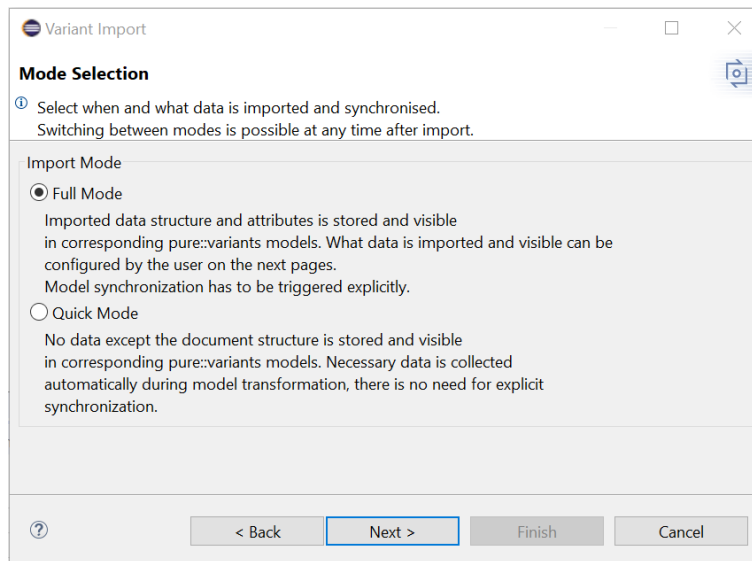 Variant Import
Mode Selection
Select when and what data is imported and synchronised.
Switching between modes is possible at any time after import.
Import Mode
Full Mode
Imported data structure and attributes is stored and visible
in corresponding pure::variants models. What data is imported and visible can be
configured by the user on the next pages.
Model synchronization has to be triggered explicitly.
Quick Mode
No data except the document structure is stored and visible
in corresponding pure::variants models. Necessary data is collected
automatically during model transformation, there is no need for explicit
synchronization.
< Back Next > Finish Cancel